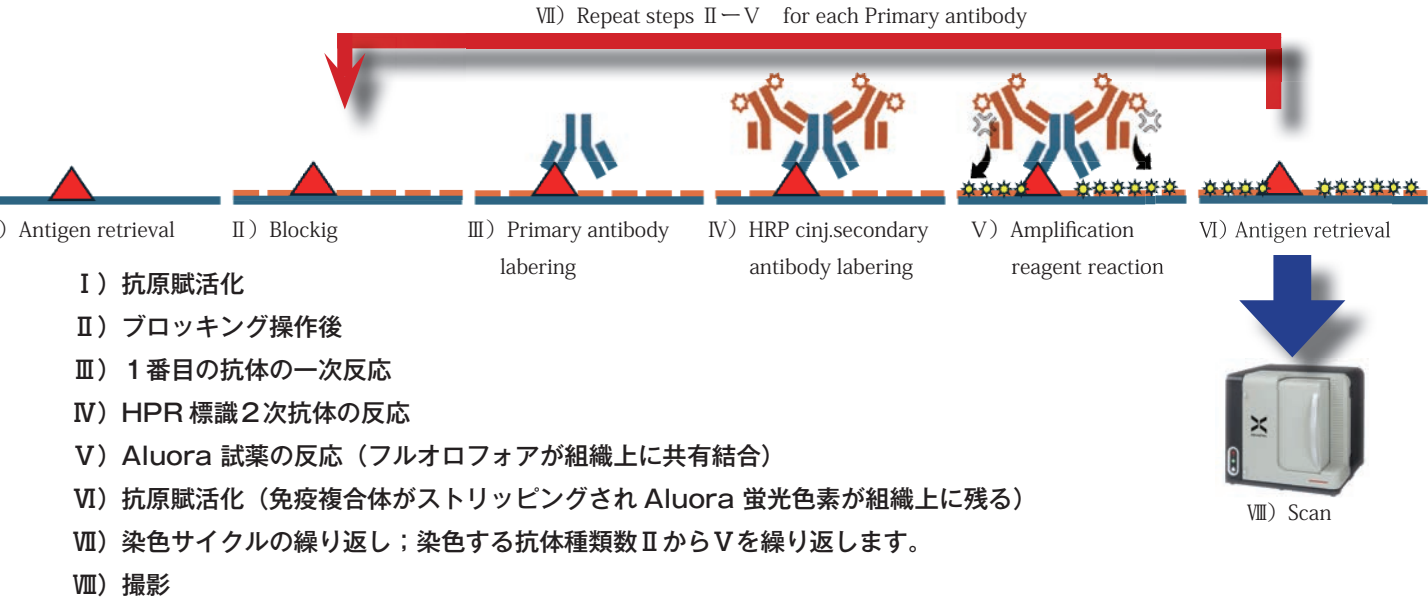 Ⅶ）Repeat steps Ⅱ－Ⅴ for each Primary antibody
）Antigen retrieval
Ⅱ）Blockig
Ⅲ）Primary antibody
labering
Ⅳ）HRP cinj.secondary
antibody labering
Ⅴ）Amplification
reagent reaction
Ⅵ）Antigen retrieval
Ⅰ）抗原賦活化
Ⅱ）ブロッキング操作後
Ⅲ）１番目の抗体の一次反応
Ⅳ）HPR 標識２次抗体の反応
Ⅴ）Aluora 試薬の反応（フルオロフォアが組織上に共有結合）
Ⅵ）抗原賦活化（免疫複合体がストリッピングされ Aluora 蛍光色素が組織上に残る）
Ⅶ）染色サイクルの繰り返し；染色する抗体種類数ⅡからⅤを繰り返します。
Ⅷ）撮影
Ⅷ）Scan